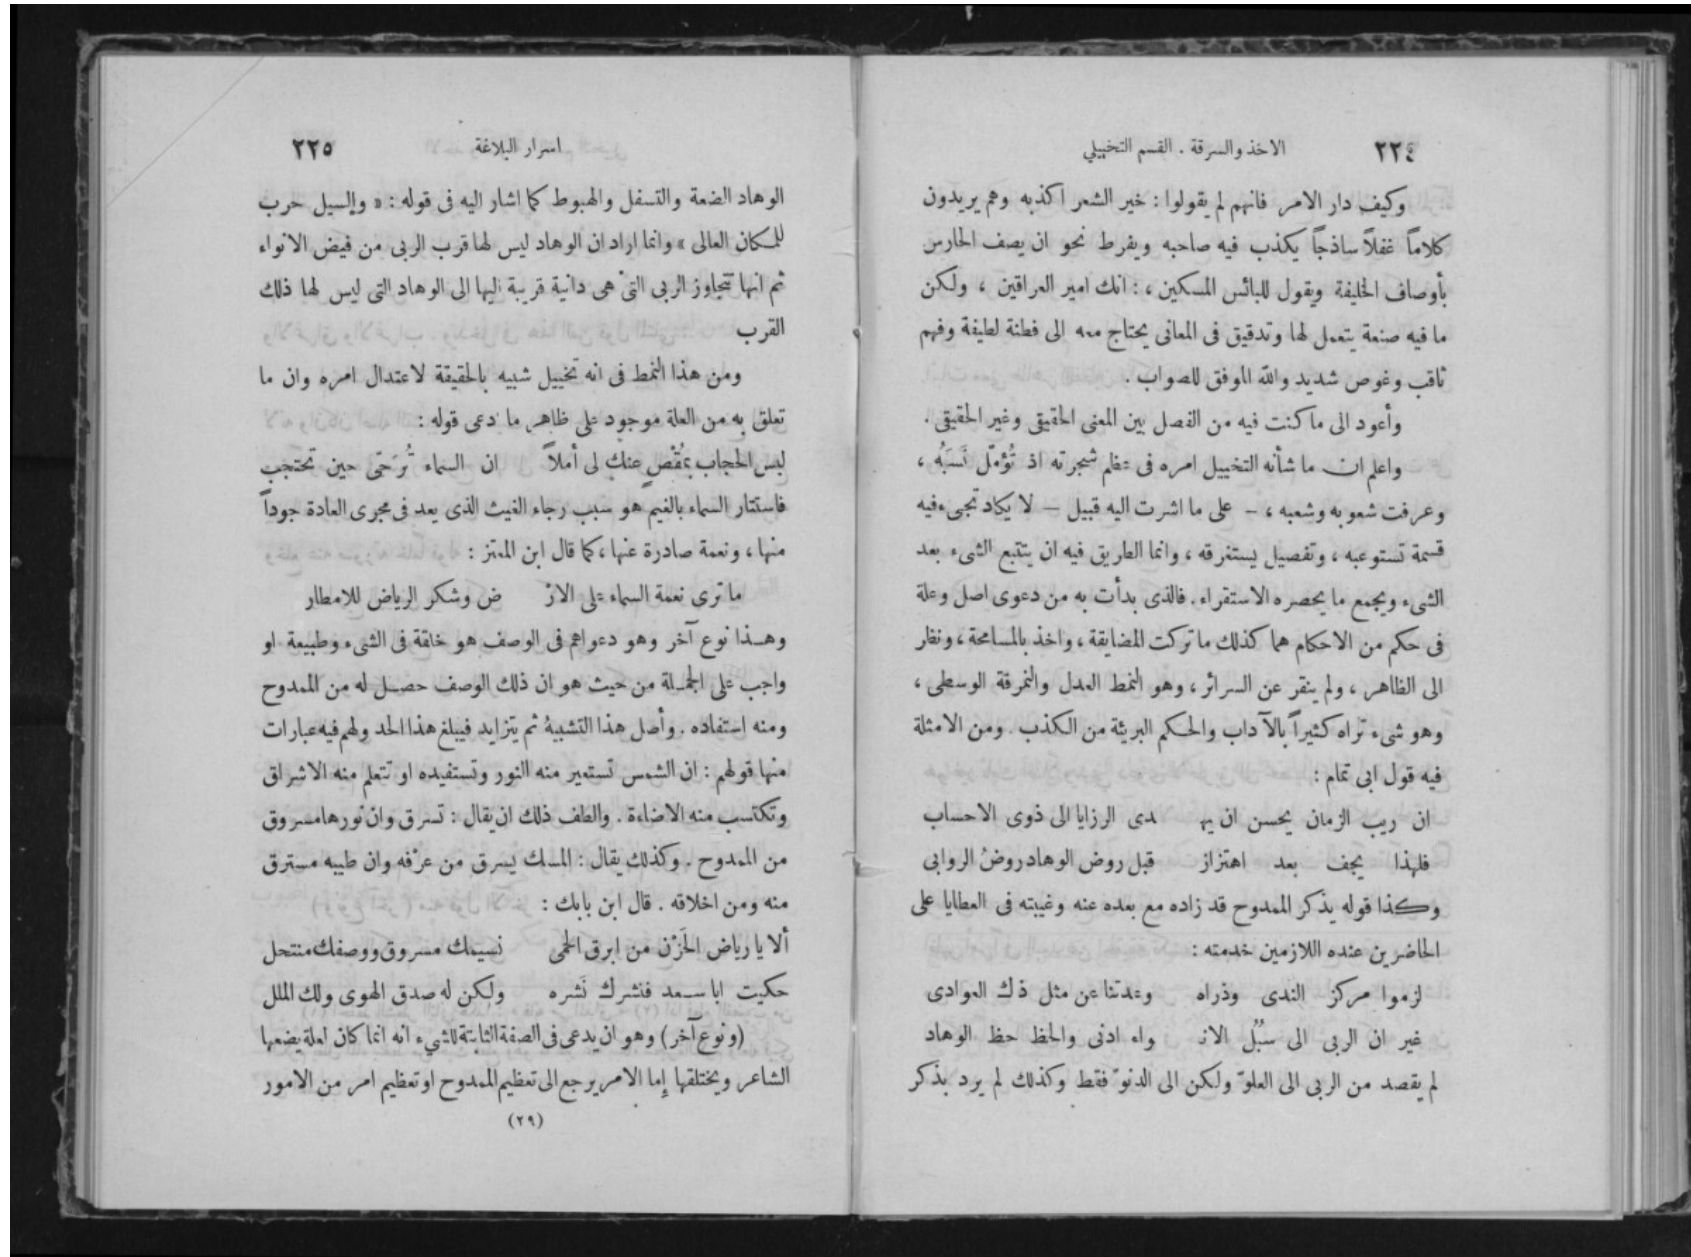 ٢٢٤ الاخذ والسرقة . القسم التخييلي
وكيف دار الامر فانهم لم يقولوا : خير الشعر اكذبه وهم يريدون
كلاماً غفلاً ساذجاً يكذب فيه صاحبه ويفرط نحو ان يصف الحارس
بأوصاف الخليفة ويقول للبائس المسكين ، : انك امير العراقين ، ولكن
ما فيه صنعة يتعمل لها وتدقيق فى المعانى يحتاج معه الى فطنة لطيفة وفهم
ثاقب وغوص شديد والله الموفق للصواب .
وأعود الى ما كنت فيه من الفصل بين المعنى الحقيقى وغير الحقيقى .
واعلم ان ما شأنه التخييل امره فى عظم شجرته اذ تُؤمّل نَسَبُه ،
وعرفت شعوبه وشعبه ، – على ما اشرت اليه قبيل – لا يكاد تجىء فيه
قسمة تستوعبه ، وتفصيل يستغرقه ، وانما الطريق فيه ان يتتبع الشىء بعد
الشىء ويجمع ما يحصره الاستقراء . فالذى بدأت به من دعوى اصل وعلة
فى حكم من الاحكام هما كذلك ما تركت المضايقة ، واخذ بالمسامحة ، ونظر
الى الظاهر ، ولم ينقر عن السرائر ، وهو النمط العدل والنمرقة الوسطى ،
وهو شىء تراه كثيراً بالآداب والحكم البريئة من الكذب . ومن الامثلة
فيه قول ابى تمام :
ان ريب الزمان يحسن ان يهـ ـدى الرزايا الى ذوى الاحساب
فلهذا يجف بعد اهتزاز قبل روض الوهاد روضُ الروابى
وكذا قوله يذكر الممدوح قد زاده مع بعده عنه وغيبته فى العطايا على
الحاضرين عنده اللازمين خدمته :
لزموا مركز الندى وذراه وعدتنا عن مثل ذك العوادى
غير ان الربى الى سُبُل الانـ ـواء ادنى والحظ حظ الوهاد
لم يقصد من الربى الى العلوّ ولكن الى الدنوّ فقط وكذلك لم يرد بذكر
اسرار البلاغة ٢٢٥
الوهاد الضعة والتسفل والهبوط كما اشار اليه فى قوله : « والسيل حرب
للمكان العالى » وانما اراد ان الوهاد ليس لها قرب الربى من فيض الانواء
ثم انها تتجاوز الربى التى هى دانية قريبة اليها الى الوهاد التى ليس لها ذلك
القرب
ومن هذا النمط فى انه تخييل شبيه بالحقيقة لاعتدال امره وان ما
تعلق به من العلة موجود على ظاهر ما دعى قوله :
ليس الحجاب بمُقْصٍ عنك لى أملاً ان السماء تُرَجّى حين تحتجب
فاستتار السماء بالغيم هو سبب رجاء الغيث الذى يعد فى مجرى العادة جوداً
منها ، ونعمة صادرة عنها ، كما قال ابن المعتز :
ما ترى نعمة السماء على الارْ ض وشكر الرياض للامطار
وهـذا نوع آخر وهو دعواهم فى الوصف هو خلقة فى الشىء وطبيعة او
واجب على الجملة من حيث هو ان ذلك الوصف حصـل له من الممدوح
ومنه استفاده . وأصل هذا التشبيهُ ثم يتزايد فيبلغ هذا الحد ولهم فيه عبارات
منها قولهم : ان الشمس تستعير منه النور وتستفيده او تتعلم منه الاشراق
وتكتسب منه الاضاءة . والطف ذلك ان يقال : تسرق وان نورها مسروق
من الممدوح . وكذلك يقال : المسك يسرق من عرْفه وان طيبه مسترق
منه ومن اخلاقه . قال ابن بابك :
ألا يا رياض الحَزْن من ابرق الحمى نسيمك مسروق ووصفك منتحل
حكيت ابا سـعد فنشرك نَشره ولكن له صدق الهوى ولك الملل
(ونوع آخر) وهو ان يدعى فى الصفة الثابتة للشىء انه انما كان لعلة يضعها
الشاعر ويختلقها إما الامر يرجع الى تعظيم الممدوح او تعظيم امر من الامور
(٢٩)